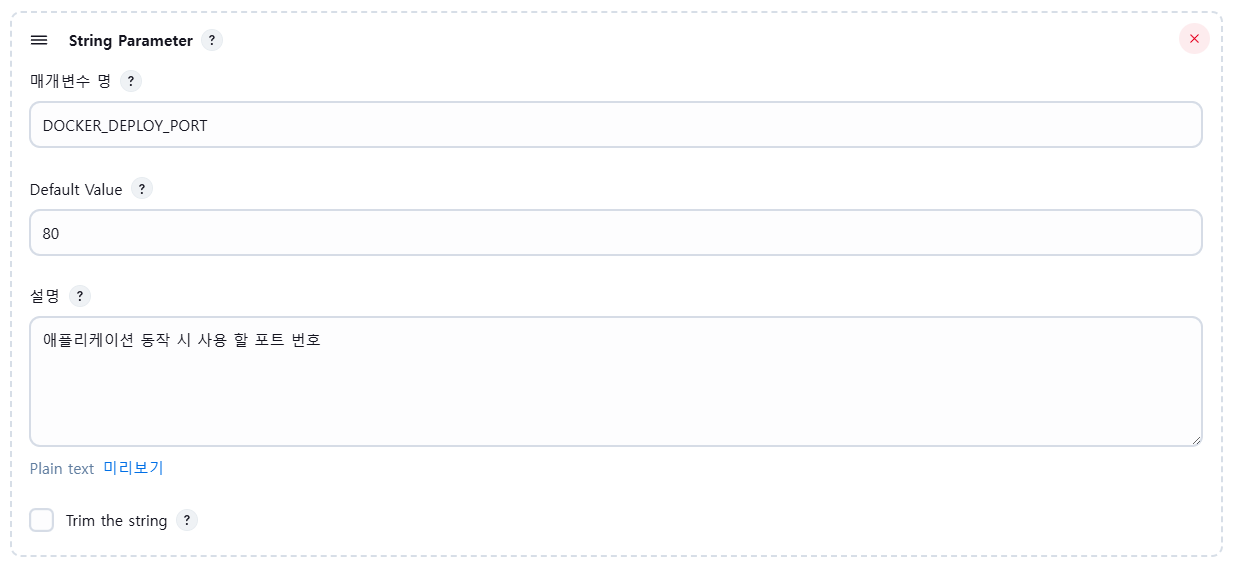 String Parameter ?
매개변수 명 ?
DOCKER_DEPLOY_PORT
Default Value ?
80
설명 ?
애플리케이션 동작 시 사용 할 포트 번호
Plain text 미리보기
Trim the string ?